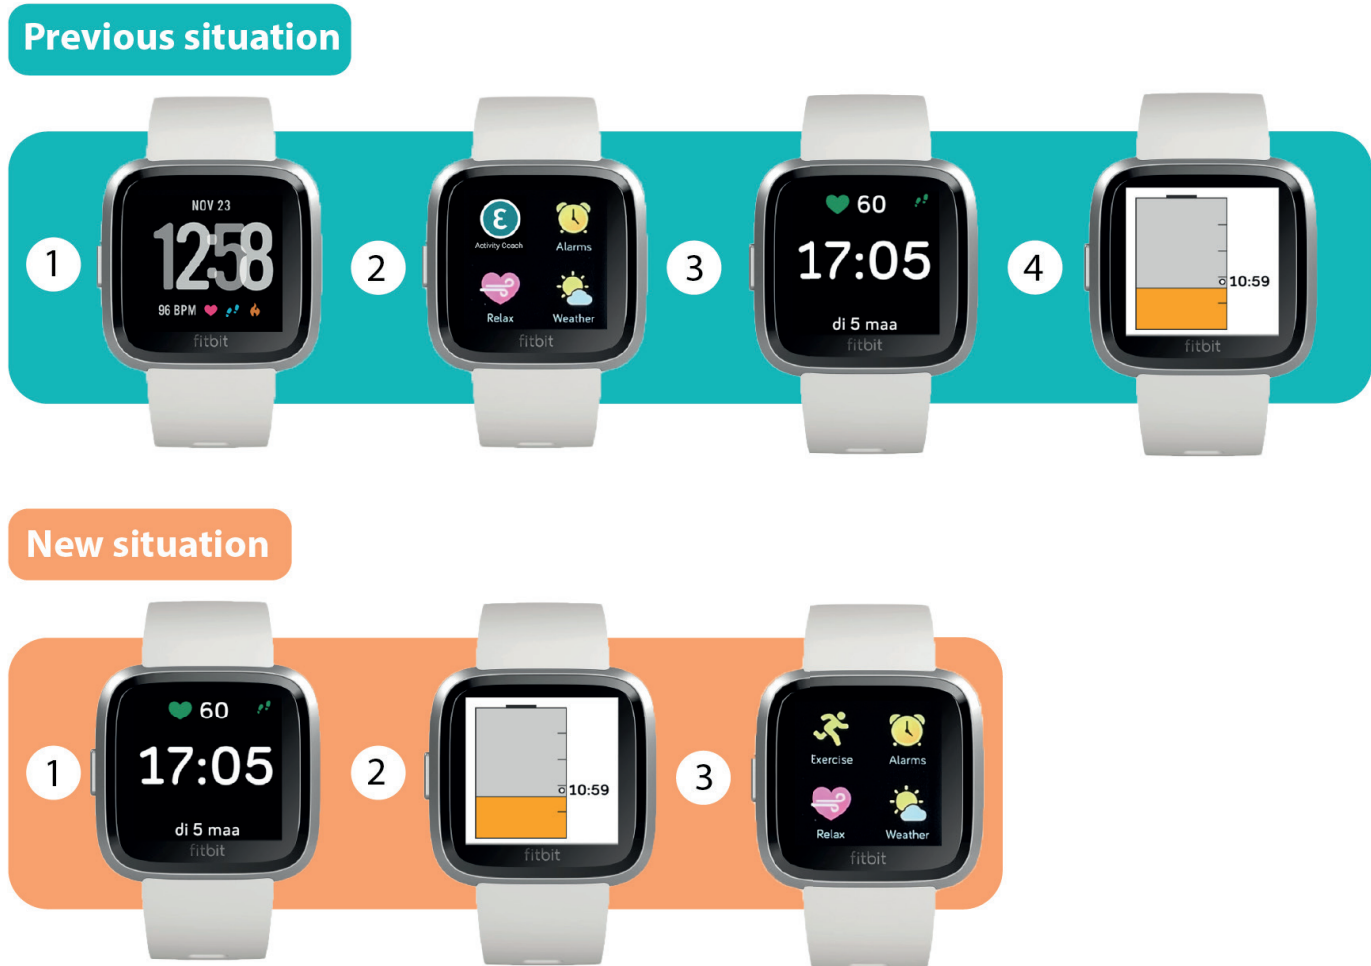 Previous situation
1
NOV 23
12:58
96 BPM
fitbit
2
ε
Activity Coach
Alarms
Relax
Weather
fitbit
3
60
17:05
di 5 maa
fitbit
4
10:59
fitbit
New situation
1
60
17:05
di 5 maa
fitbit
2
10:59
fitbit
3
Exercise
Alarms
Relax
Weather
fitbit